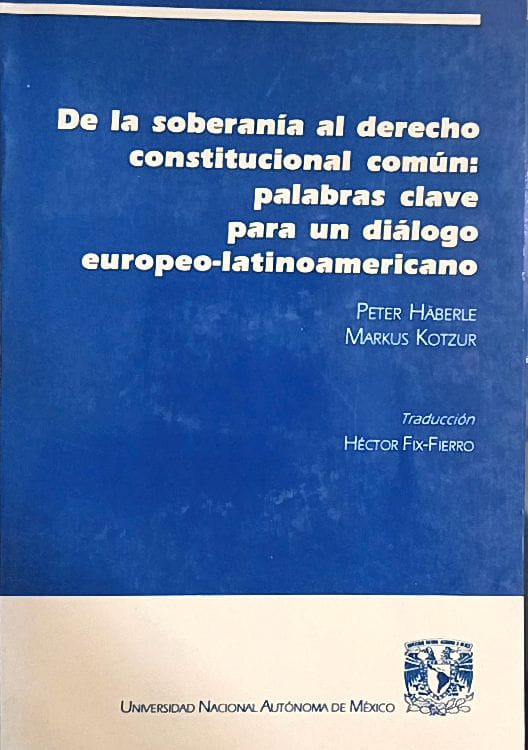 De la soberanía al derecho
constitucional común:
palabras clave
para un diálogo
europeo-latinoamericano
PETER HÄBERLE
MARKUS KOTZUR
Traducción
HÉCTOR FIX-FIERRO
UNIVERSIDAD NACIONAL AUTÓNOMA DE MÉXICO